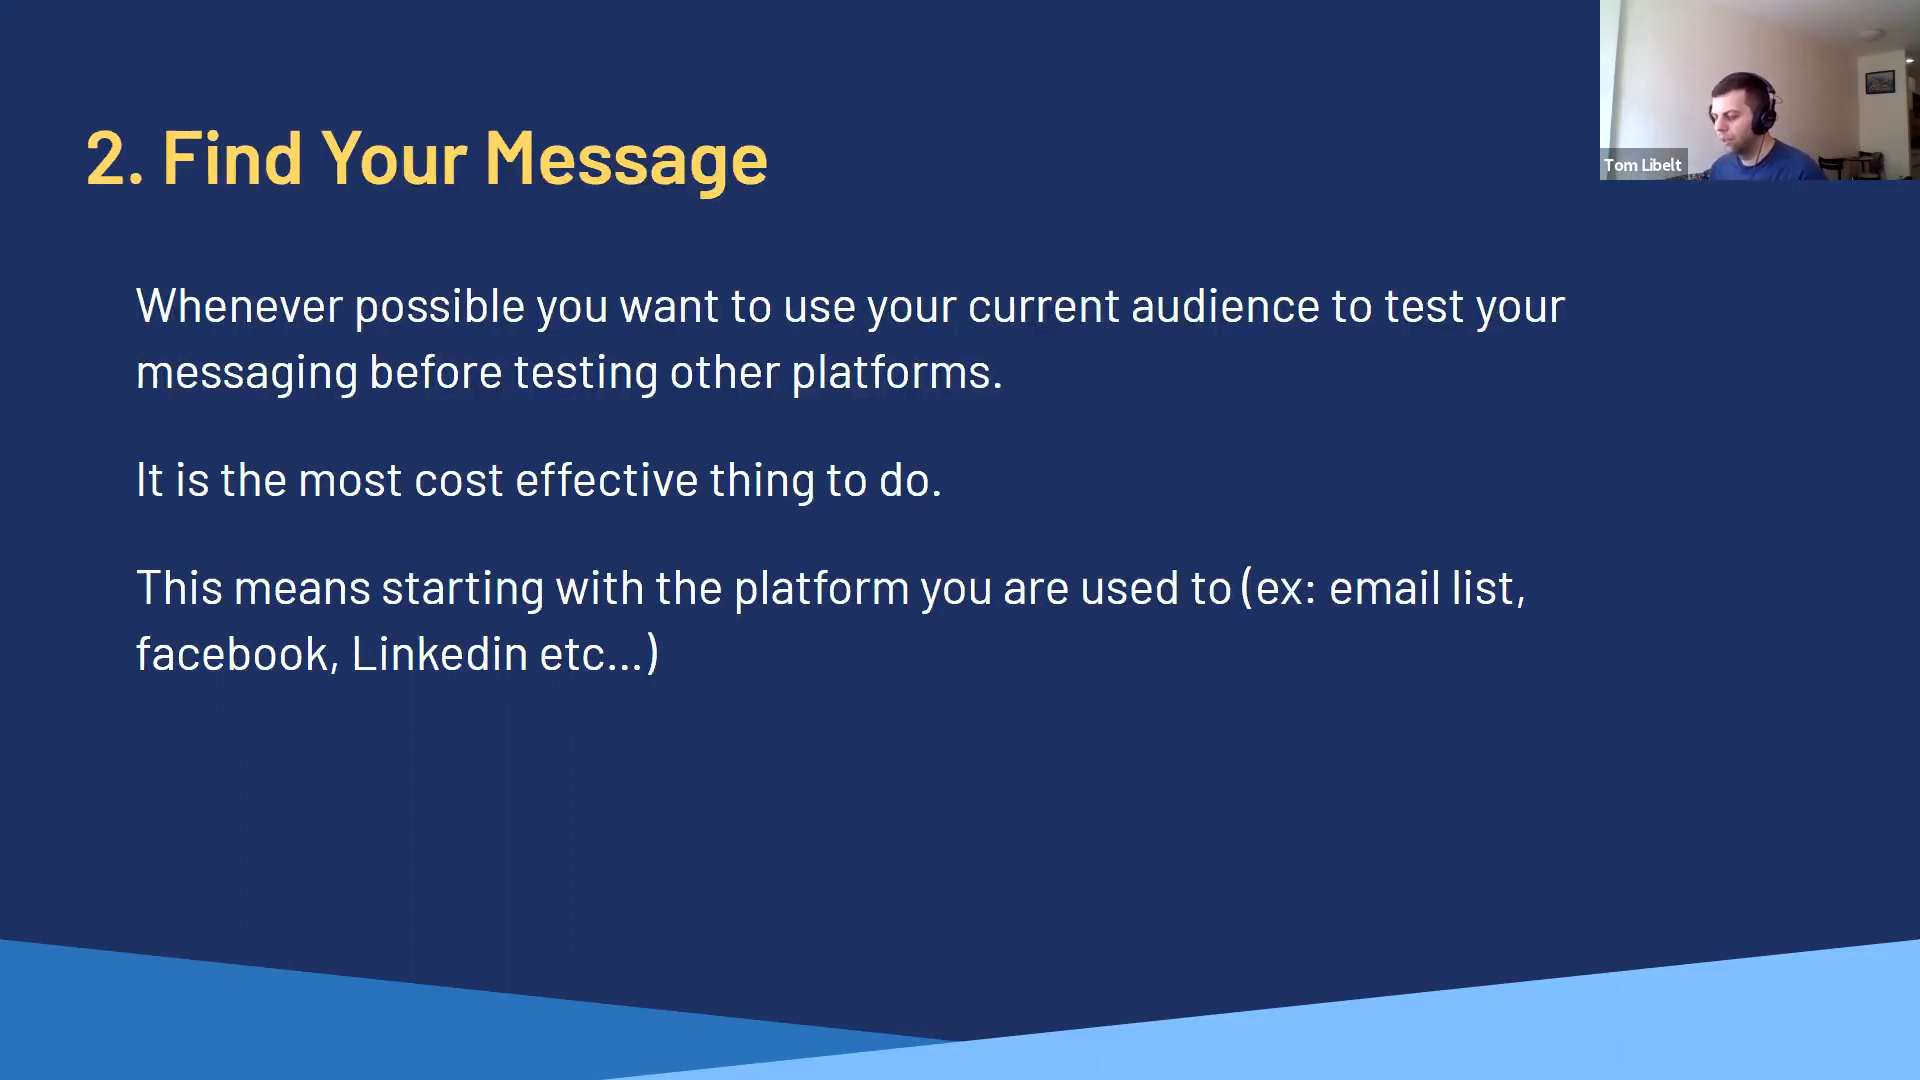 2. Find Your Message
Whenever possible you want to use your current audience to test your
messaging before testing other platforms.
It is the most cost effective thing to do.
This means starting with the platform you are used to (ex: email list,
facebook, Linkedin etc...)
Tom Libelt